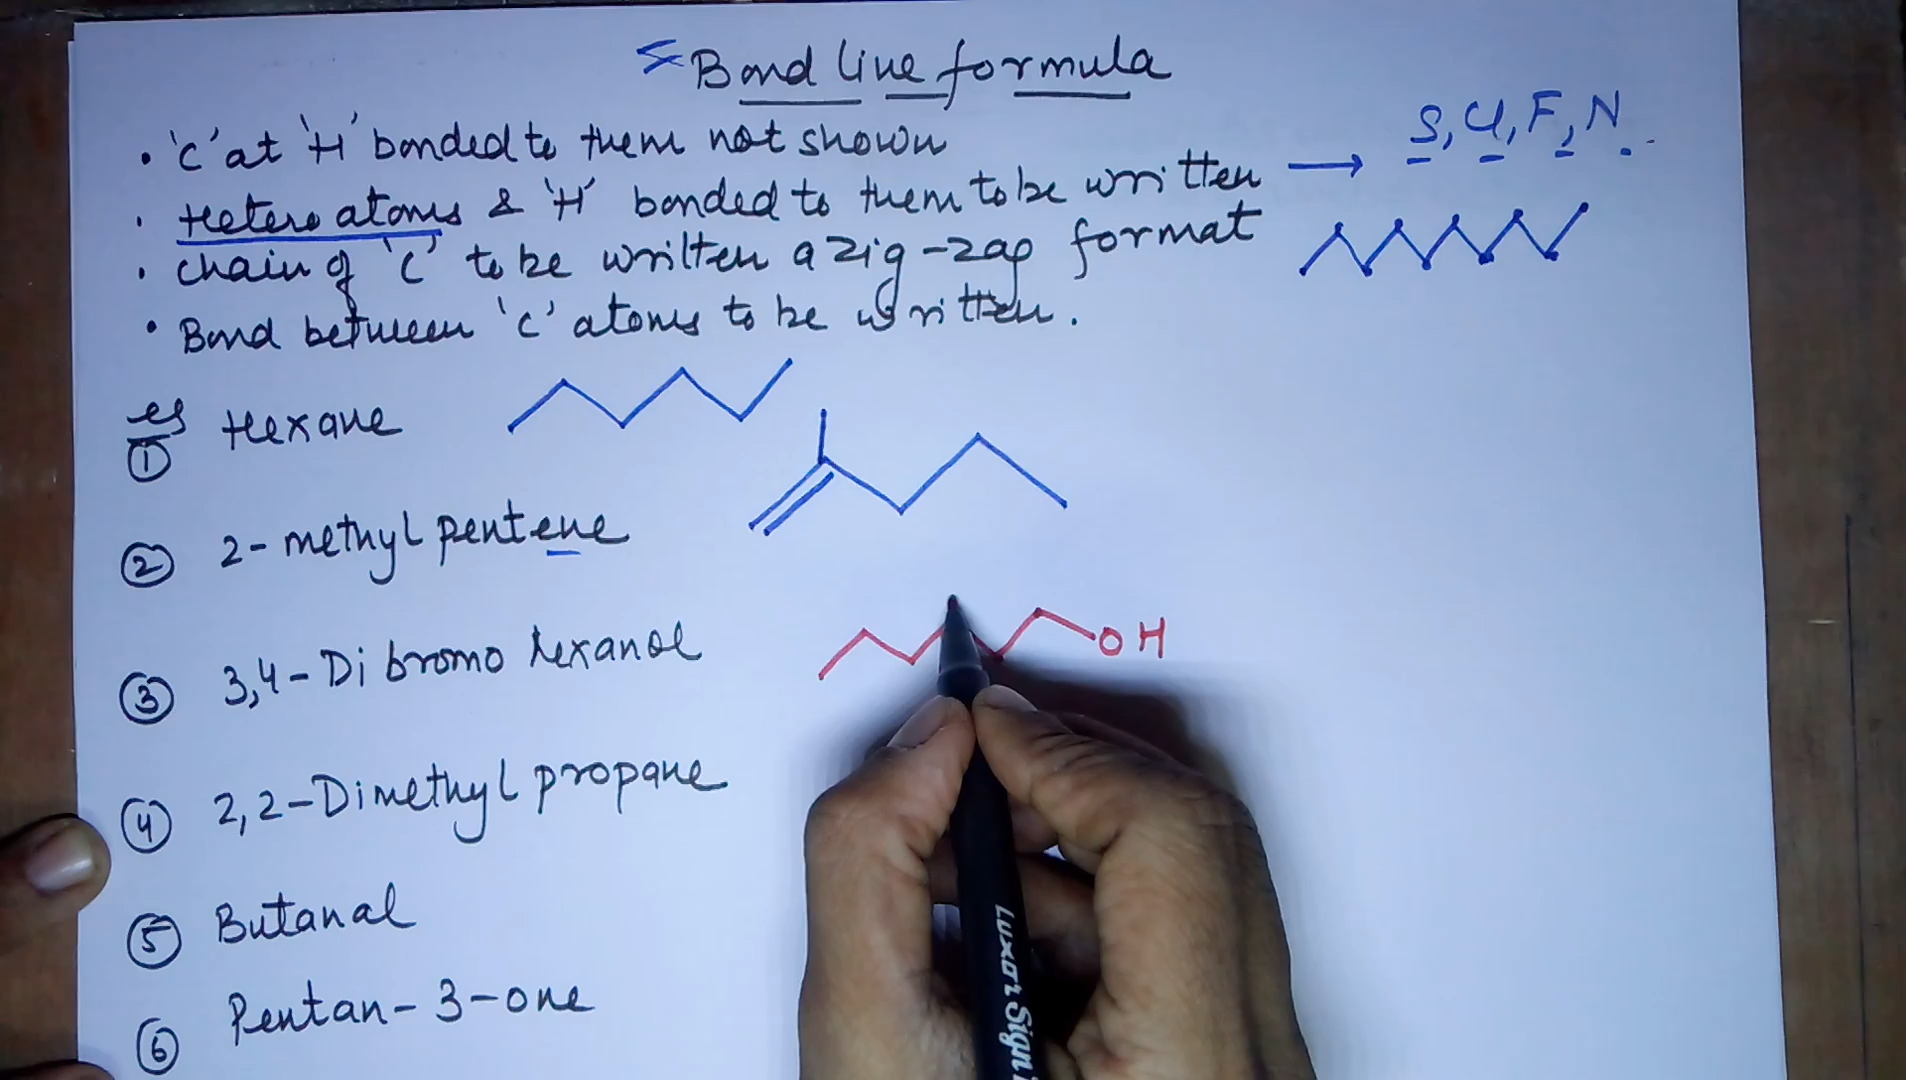 Bond line formula
• 'C' at 'H' bonded to them not shown
• Hetero atoms & 'H' bonded to them to be written → S, Cl, F, N..
• chain of 'C' to be written a zig-zag format
• Bond between 'C' atoms to be written.
eg
① Hexane
② 2-methyl pentene
③ 3,4-Di bromo hexanol
OH
④ 2,2-Dimethyl propane
⑤ Butanal
⑥ Pentan-3-one
Luxor